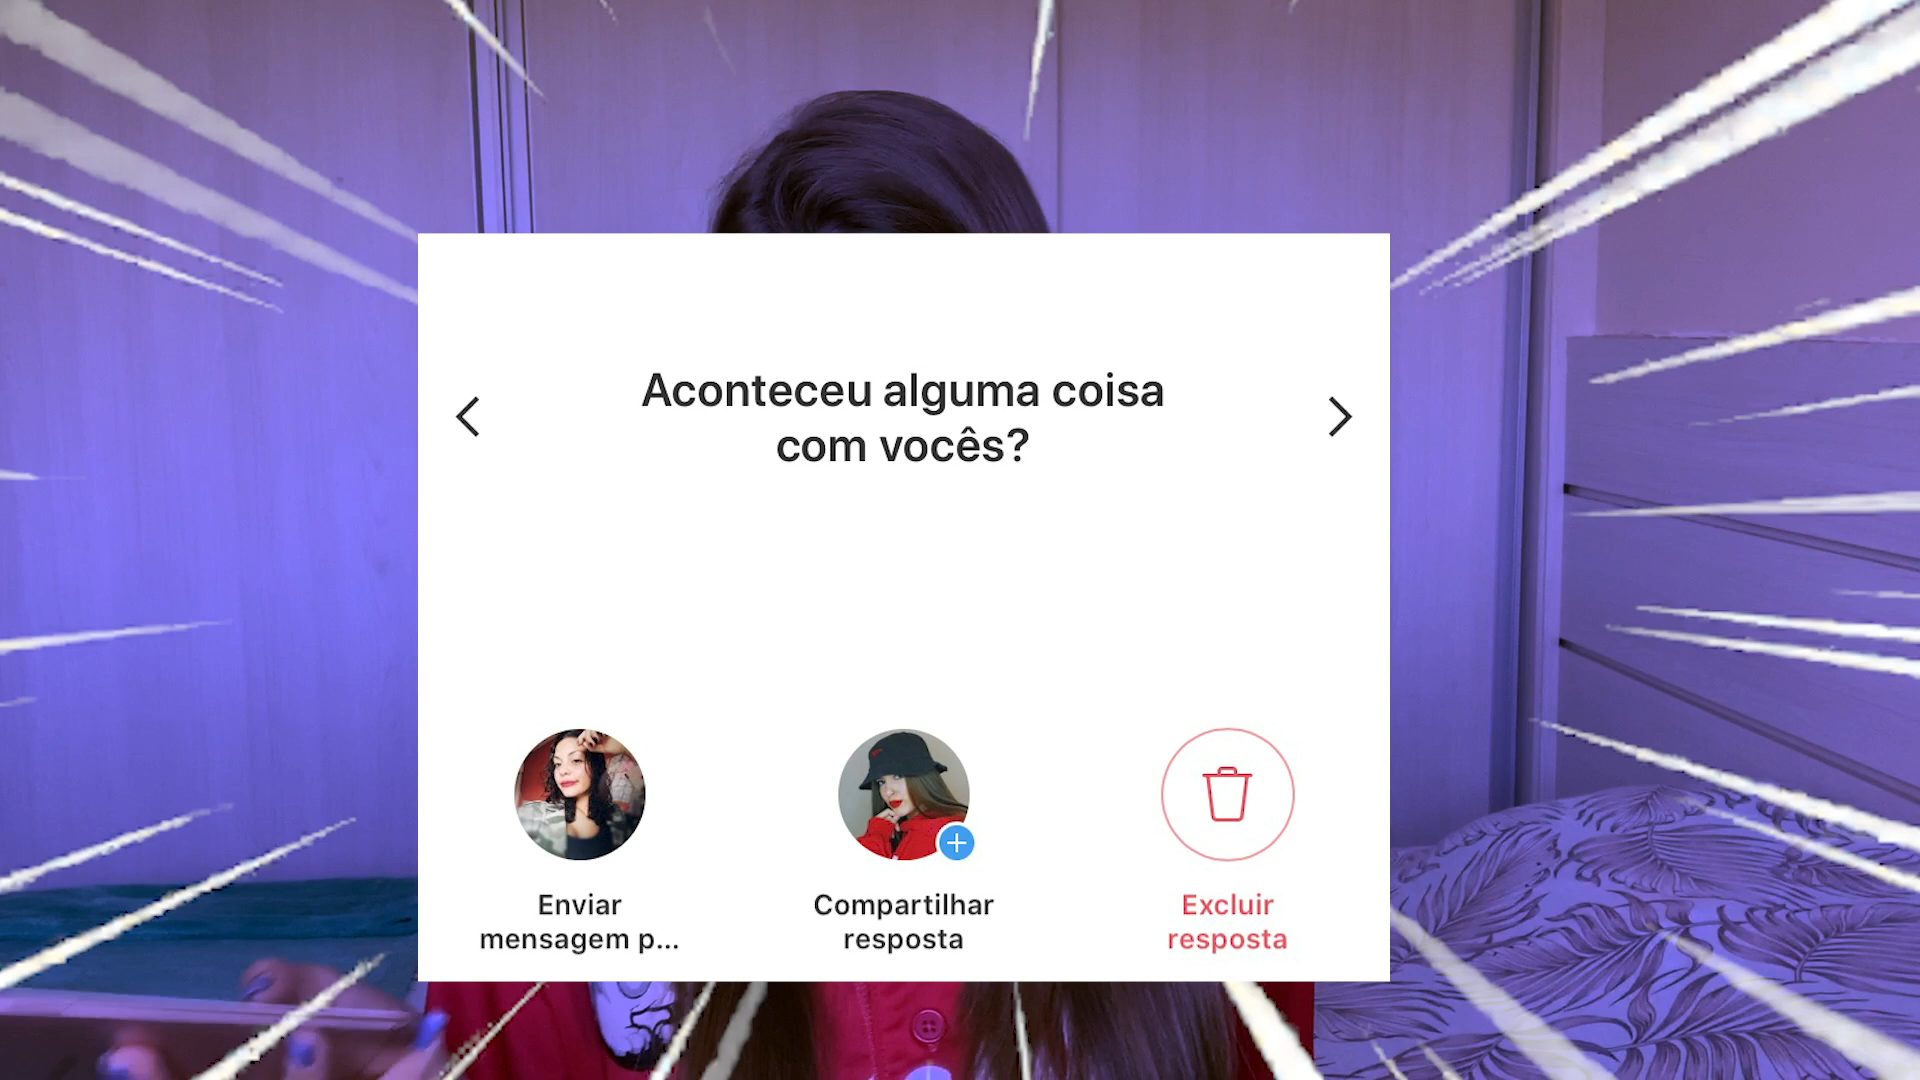 Aconteceu alguma coisa
com vocês?
Enviar
mensagem p...
Compartilhar
resposta
Excluir
resposta